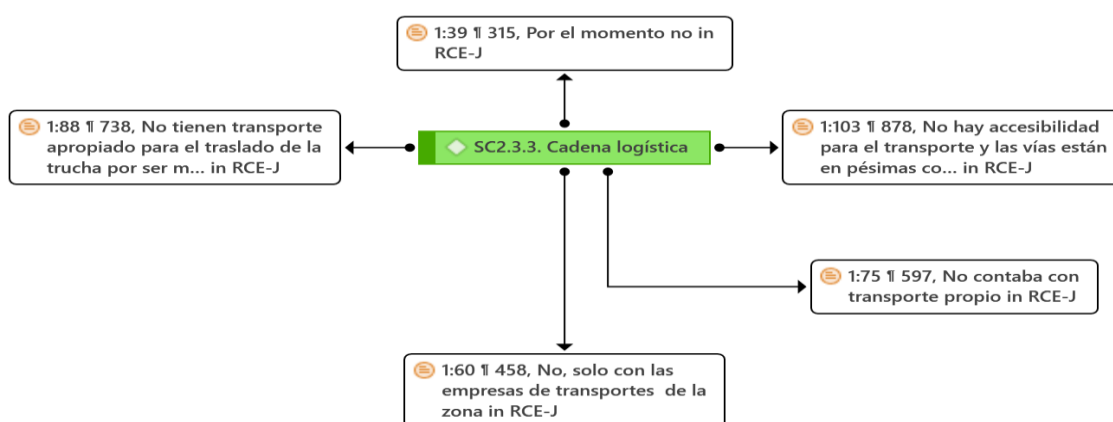 1:39 ¶ 315, Por el momento no in
RCE-J
1:88 ¶ 738, No tienen transporte
apropiado para el traslado de la
trucha por ser m... in RCE-J
SC2.3.3. Cadena logística
1:103 ¶ 878, No hay accesibilidad
para el transporte y las vías están
en pésimas co... in RCE-J
1:75 ¶ 597, No contaba con
transporte propio in RCE-J
1:60 ¶ 458, No, solo con las
empresas de transportes de la
zona in RCE-J